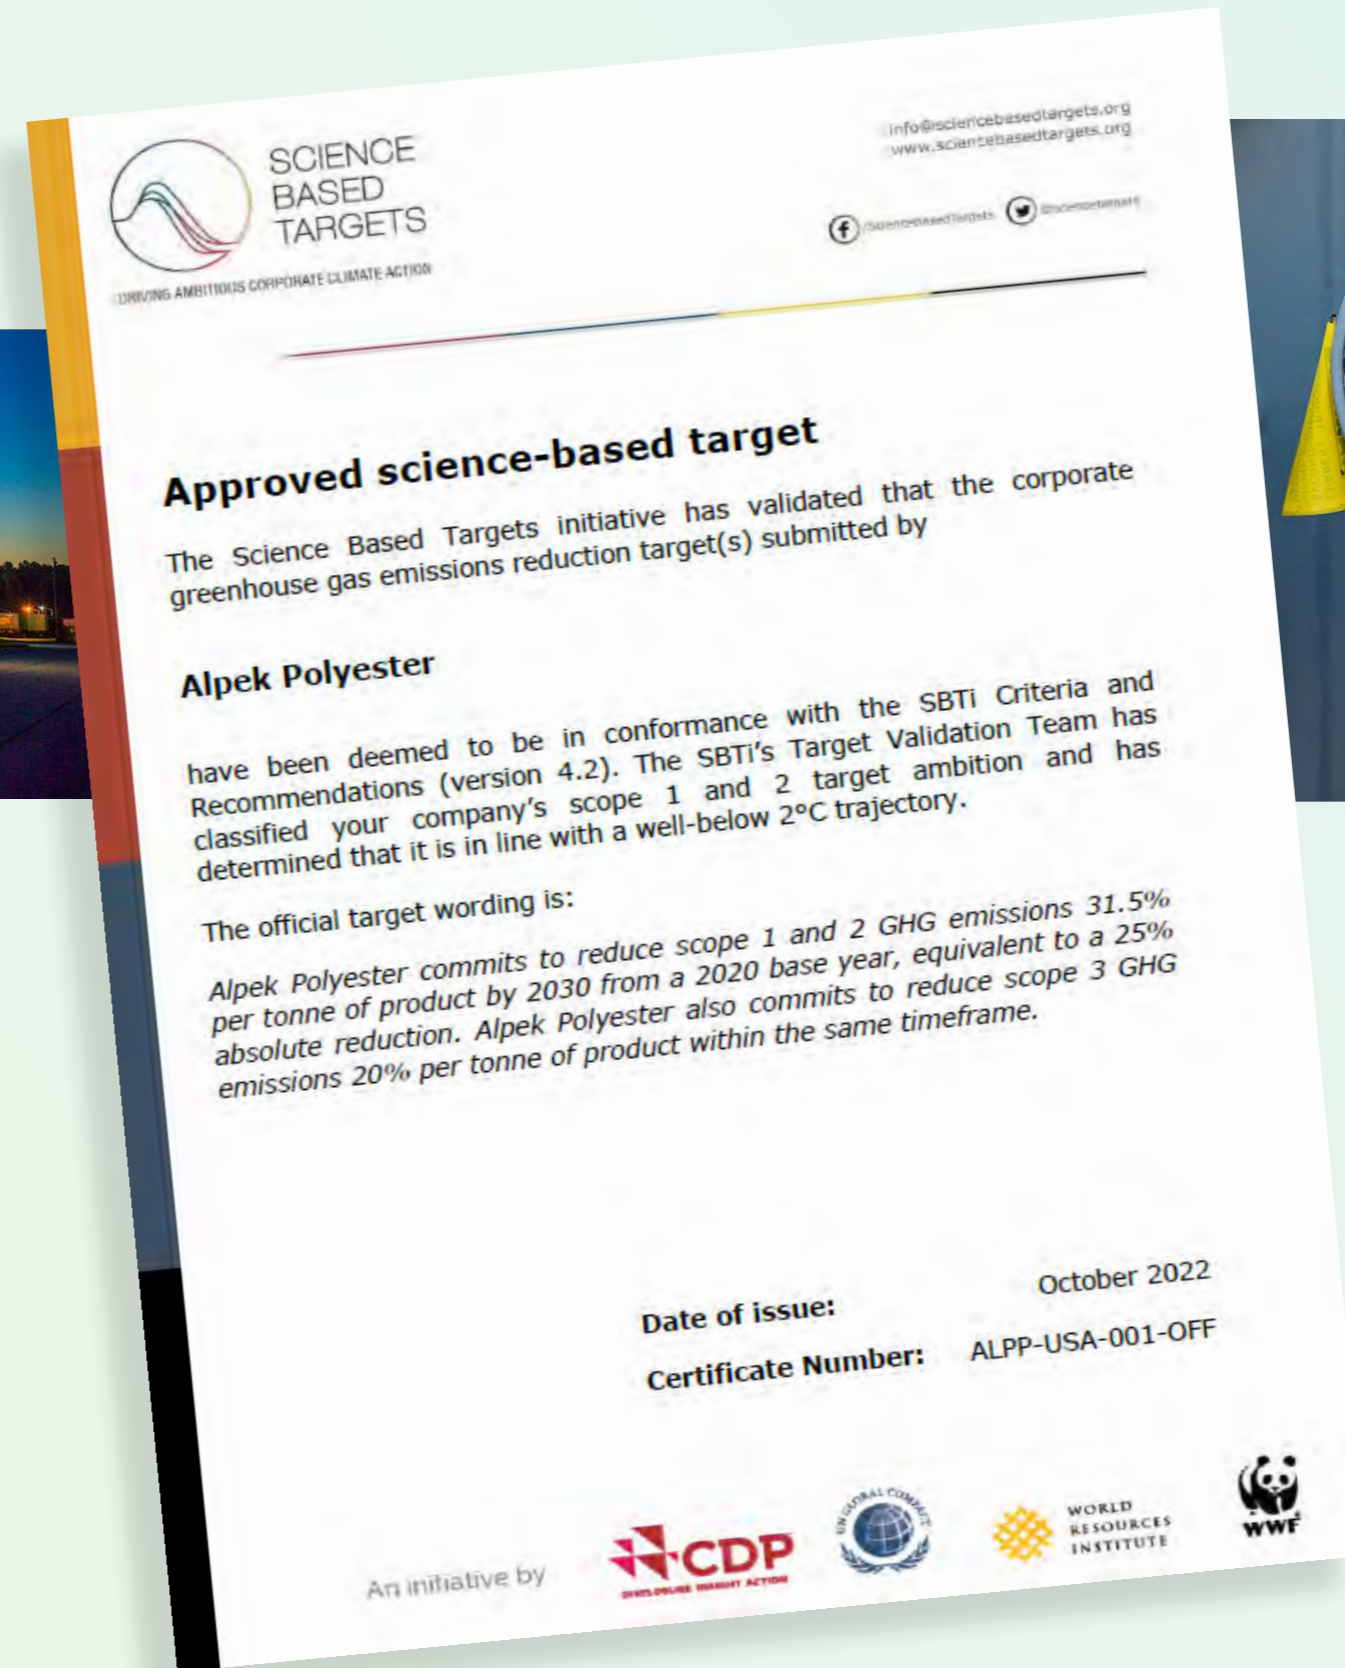 SCIENCE
BASED
TARGETS
DRIVING AMBITIOUS CORPORATE CLIMATE ACTION
info@sciencebasedtargets.org
www.sciencebasedtargets.org
/ScienceBasedTargets @sciencetargets
Approved science-based target
The Science Based Targets initiative has validated that the corporate
greenhouse gas emissions reduction target(s) submitted by
Alpek Polyester
have been deemed to be in conformance with the SBTi Criteria and
Recommendations (version 4.2). The SBTi's Target Validation Team has
classified your company's scope 1 and 2 target ambition and has
determined that it is in line with a well-below 2°C trajectory.
The official target wording is:
Alpek Polyester commits to reduce scope 1 and 2 GHG emissions 31.5%
per tonne of product by 2030 from a 2020 base year, equivalent to a 25%
absolute reduction. Alpek Polyester also commits to reduce scope 3 GHG
emissions 20% per tonne of product within the same timeframe.
Date of issue: October 2022
Certificate Number: ALPP-USA-001-OFF
An initiative by
CDP
DISCLOSURE INSIGHT ACTION
UN GLOBAL COMPACT
WORLD
RESOURCES
INSTITUTE
WWF